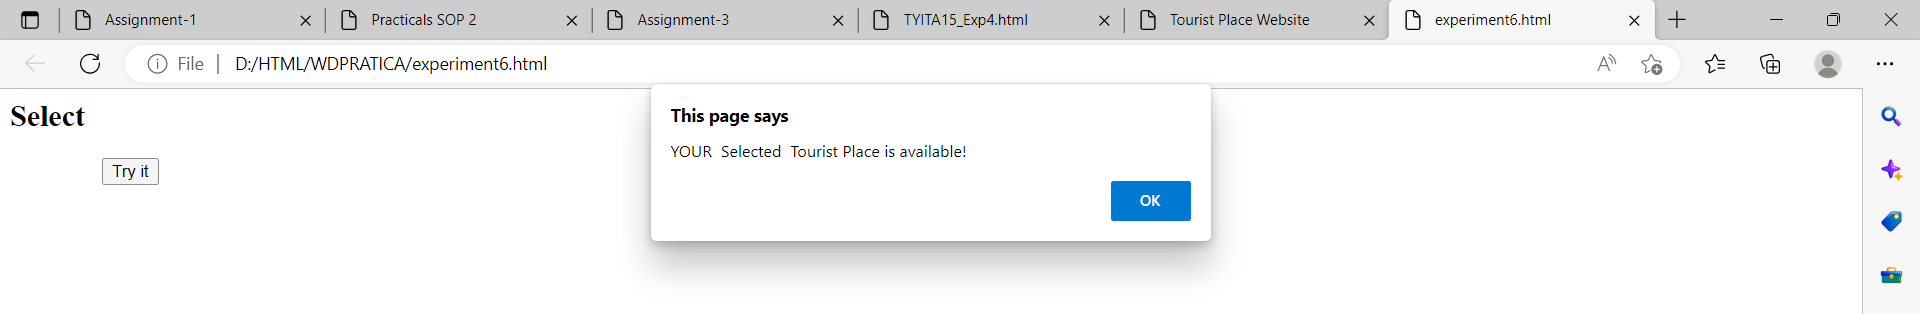 Assignment-1
Practicals SOP 2
Assignment-3
TYITA15_Exp4.html
Tourist Place Website
experiment6.html
File
D:/HTML/WDPRATICA/experiment6.html
Select
This page says
YOUR  Selected  Tourist Place is available!
Try it
OK